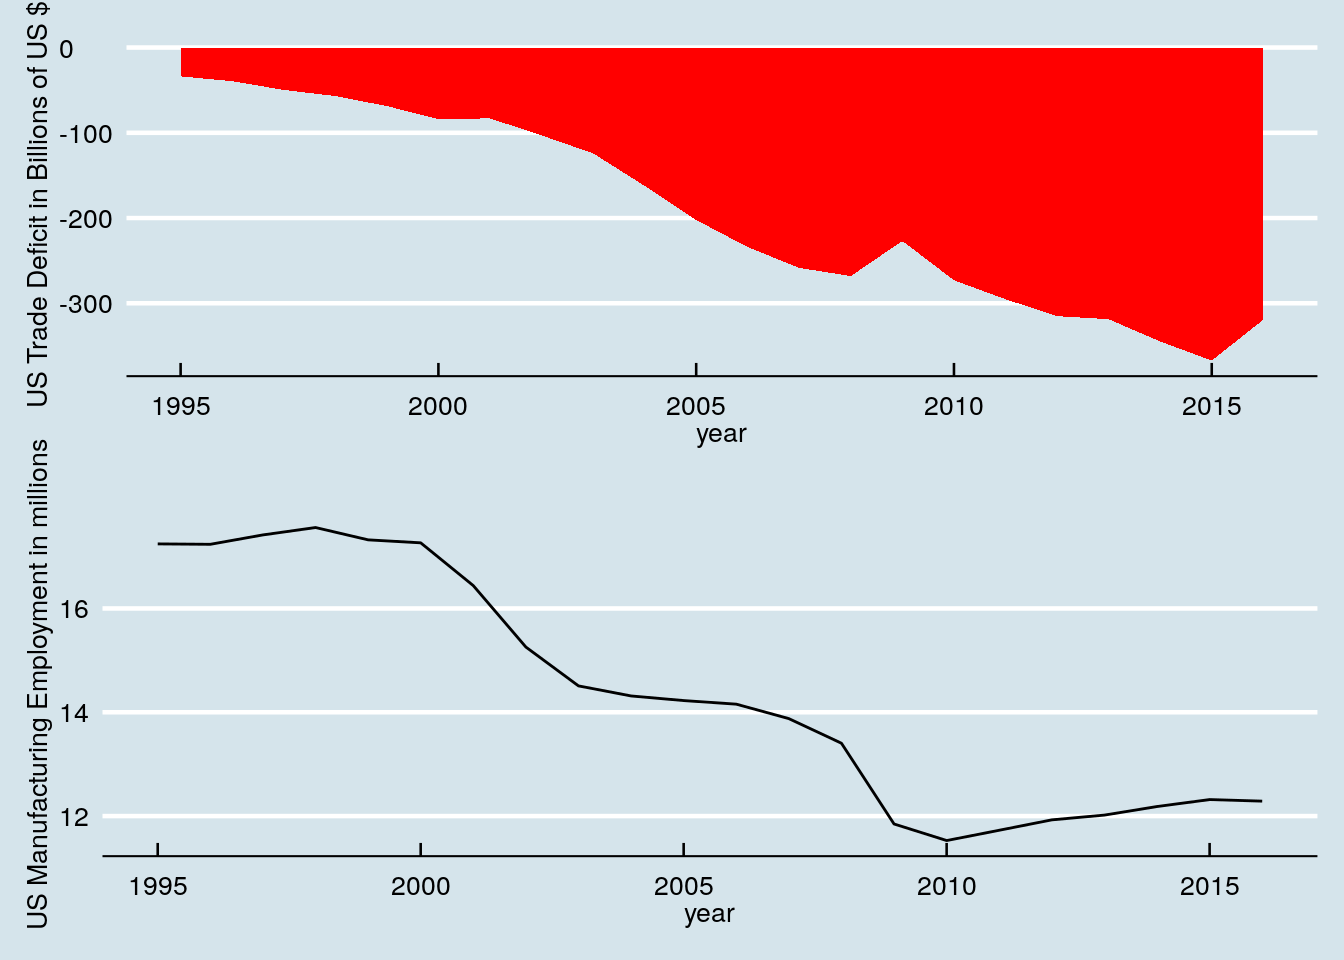 US Trade Deficit in Billions of US $
0
-100
-200
-300
1995 2000 2005 2010 2015
year
US Manufacturing Employment in millions
16
14
12
1995 2000 2005 2010 2015
year